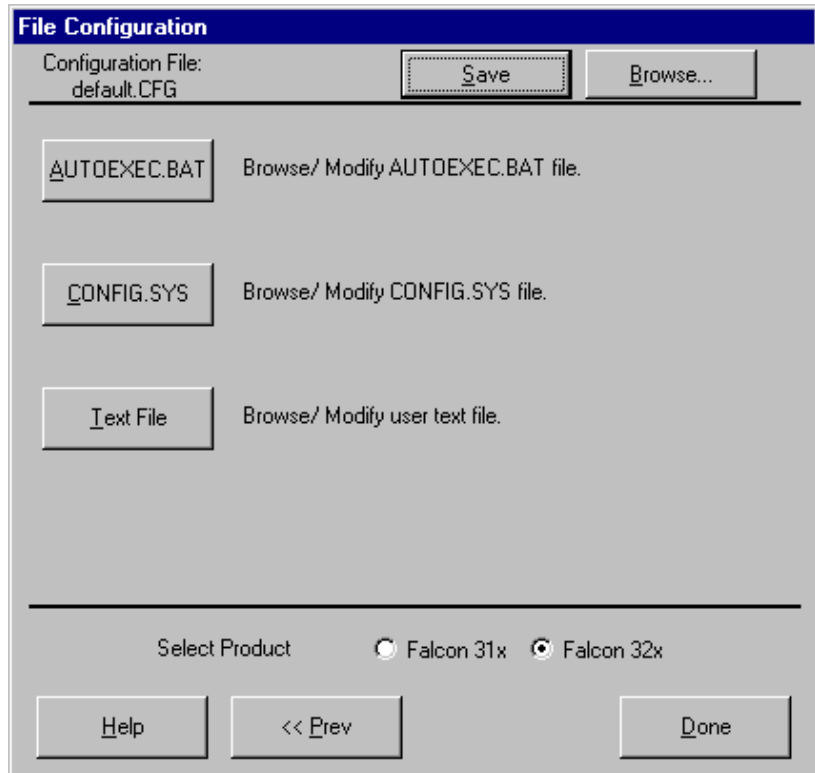 File Configuration
Configuration File:
default.CFG
Save
Browse...
AUTOEXEC.BAT
Browse/ Modify AUTOEXEC.BAT file.
CONFIG.SYS
Browse/ Modify CONFIG.SYS file.
Text File
Browse/ Modify user text file.
Select Product
Falcon 31x
Falcon 32x
Help
<< Prev
Done